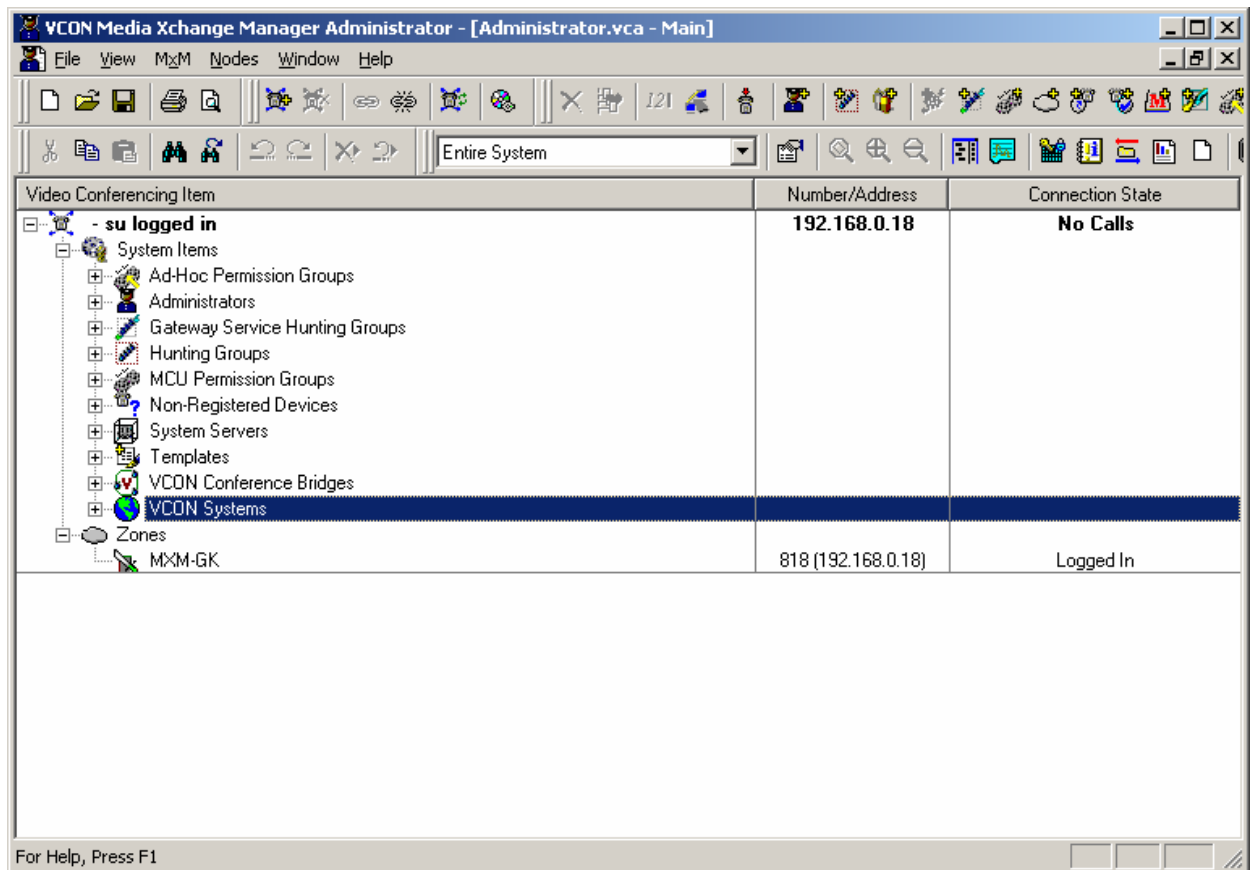 VCON Media Xchange Manager Administrator - [Administrator.vca - Main]
File View MxM Nodes Window Help
121
Entire System
Video Conferencing Item Number/Address Connection State
- su logged in 192.168.0.18 No Calls
System Items
Ad-Hoc Permission Groups
Administrators
Gateway Service Hunting Groups
Hunting Groups
MCU Permission Groups
Non-Registered Devices
System Servers
Templates
VCON Conference Bridges
VCON Systems
Zones
MXM-GK 818 (192.168.0.18) Logged In
For Help, Press F1